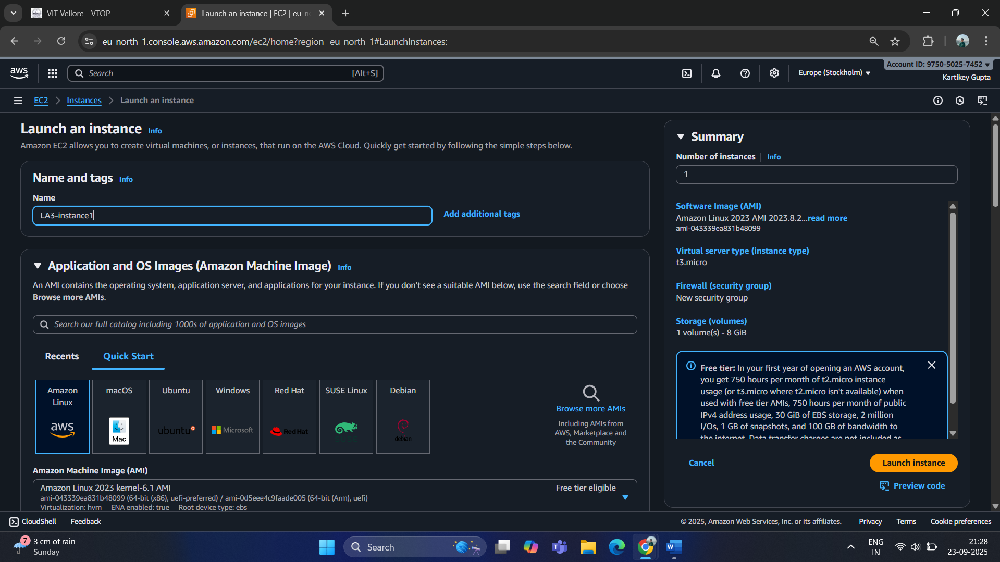 VIT Vellore - VTOP
Launch an instance | EC2 | eu-n
eu-north-1.console.aws.amazon.com/ec2/home?region=eu-north-1#LaunchInstances:
aws
Search
[Alt+S]
Europe (Stockholm)
Account ID: 9750-5025-7452
Kartikey Gupta
EC2
Instances
Launch an instance
Launch an instance Info
Amazon EC2 allows you to create virtual machines, or instances, that run on the AWS Cloud. Quickly get started by following the simple steps below.
Name and tags Info
Name
LA3-instance1
Add additional tags
Application and OS Images (Amazon Machine Image) Info
An AMI contains the operating system, application server, and applications for your instance. If you don't see a suitable AMI below, use the search field or choose
Browse more AMIs.
Search our full catalog including 1000s of application and OS images
Recents
Quick Start
Amazon
Linux
aws
macOS
Mac
Ubuntu
ubuntu
Windows
Microsoft
Red Hat
Red Hat
SUSE Linux
SUSE
Debian
debian
Browse more AMIs
Including AMIs from
AWS, Marketplace and
the Community
Amazon Machine Image (AMI)
Amazon Linux 2023 kernel-6.1 AMI
Free tier eligible
ami-043339ea831b48099 (64-bit (x86), uefi-preferred) / ami-0d5eee4c9faade005 (64-bit (Arm), uefi)
Virtualization: hvm ENA enabled: true Root device type: ebs
Summary
Number of instances Info
1
Software Image (AMI)
Amazon Linux 2023 AMI 2023.8.2...read more
ami-043339ea831b48099
Virtual server type (instance type)
t3.micro
Firewall (security group)
New security group
Storage (volumes)
1 volume(s) - 8 GiB
Free tier: In your first year of opening an AWS account,
you get 750 hours per month of t2.micro instance
usage (or t3.micro where t2.micro isn't available) when
used with free tier AMIs, 750 hours per month of public
IPv4 address usage, 30 GiB of EBS storage, 2 million
I/Os, 1 GB of snapshots, and 100 GB of bandwidth to
the internet. Data transfer charges are not included as
Cancel
Launch instance
Preview code
CloudShell
Feedback
© 2025, Amazon Web Services, Inc. or its affiliates.
Privacy
Terms
Cookie preferences
7
3 cm of rain
Sunday
Search
ENG
IN
21:28
23-09-2025